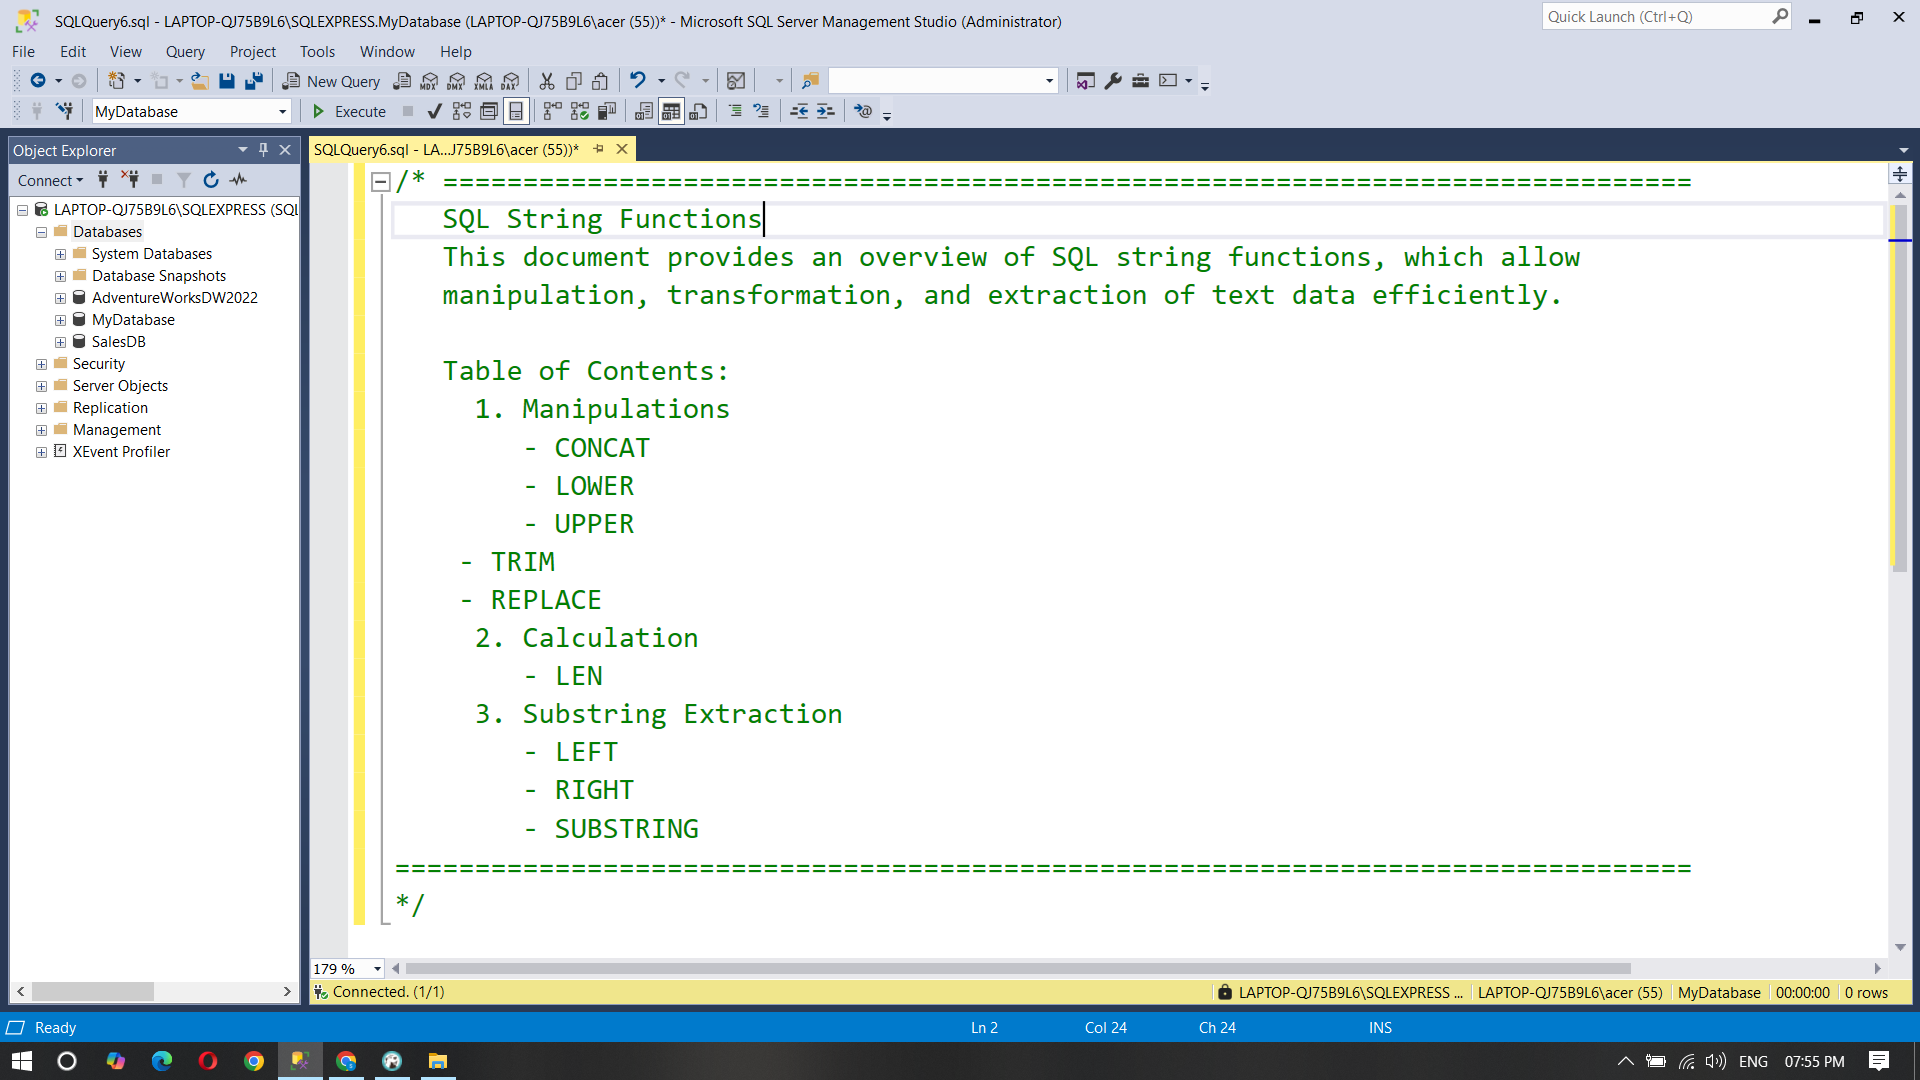 SQLQuery6.sql - LAPTOP-QJ75B9L6\SQLEXPRESS.MyDatabase (LAPTOP-QJ75B9L6\acer (55))* - Microsoft SQL Server Management Studio (Administrator)
Quick Launch (Ctrl+Q)
File Edit View Query Project Tools Window Help
New Query MDX DMX XMLA DAX
MyDatabase Execute
Object Explorer
SQLQuery6.sql - LA...J75B9L6\acer (55))*
Connect
LAPTOP-QJ75B9L6\SQLEXPRESS (SQL
Databases
System Databases
Database Snapshots
AdventureWorksDW2022
MyDatabase
SalesDB
Security
Server Objects
Replication
Management
XEvent Profiler
/* ==============================================================================
SQL String Functions
This document provides an overview of SQL string functions, which allow
manipulation, transformation, and extraction of text data efficiently.
Table of Contents:
1. Manipulations
- CONCAT
- LOWER
- UPPER
- TRIM
- REPLACE
2. Calculation
- LEN
3. Substring Extraction
- LEFT
- RIGHT
- SUBSTRING
=================================================================================
*/
179 %
Connected. (1/1) LAPTOP-QJ75B9L6\SQLEXPRESS ... LAPTOP-QJ75B9L6\acer (55) MyDatabase 00:00:00 0 rows
Ready Ln 2 Col 24 Ch 24 INS
ENG 07:55 PM